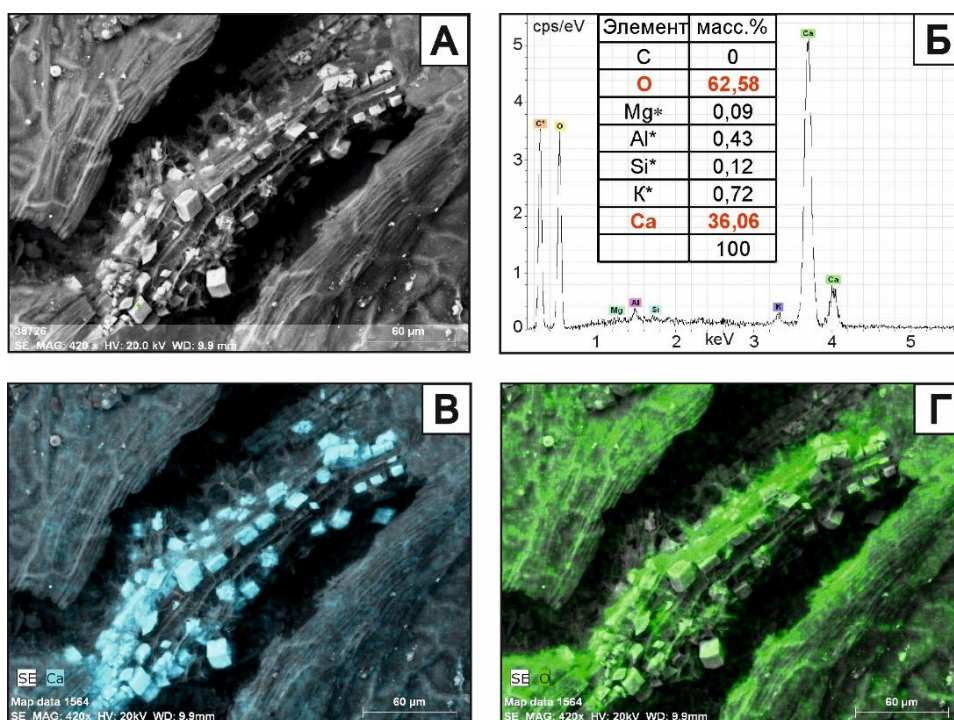 А
38726
60 µm
SE MAG: 420 x HV: 20.0 kV WD: 9.9 mm
Б
cps/eV
Элемент масс.%
C 0
O 62,58
Mg* 0,09
Al* 0,43
Si* 0,12
К* 0,72
Ca 36,06
100
5
4
3
2
1
0
C*
O
Mg
Al
Si
K
Ca
Ca
1 2 3 4 5
keV
В
SE Ca
Map data 1564
SE MAG: 420x HV: 20kV WD: 9.9mm
60 µm
Г
SE O
Map data 1564
SE MAG: 420x HV: 20kV WD: 9.9mm
60 µm